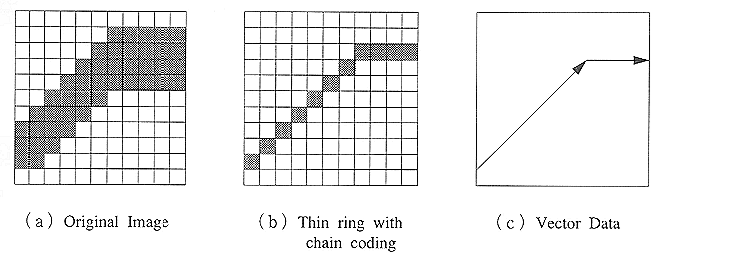 (a) Original Image
(b) Thin ring with
chain coding
(c) Vector Data